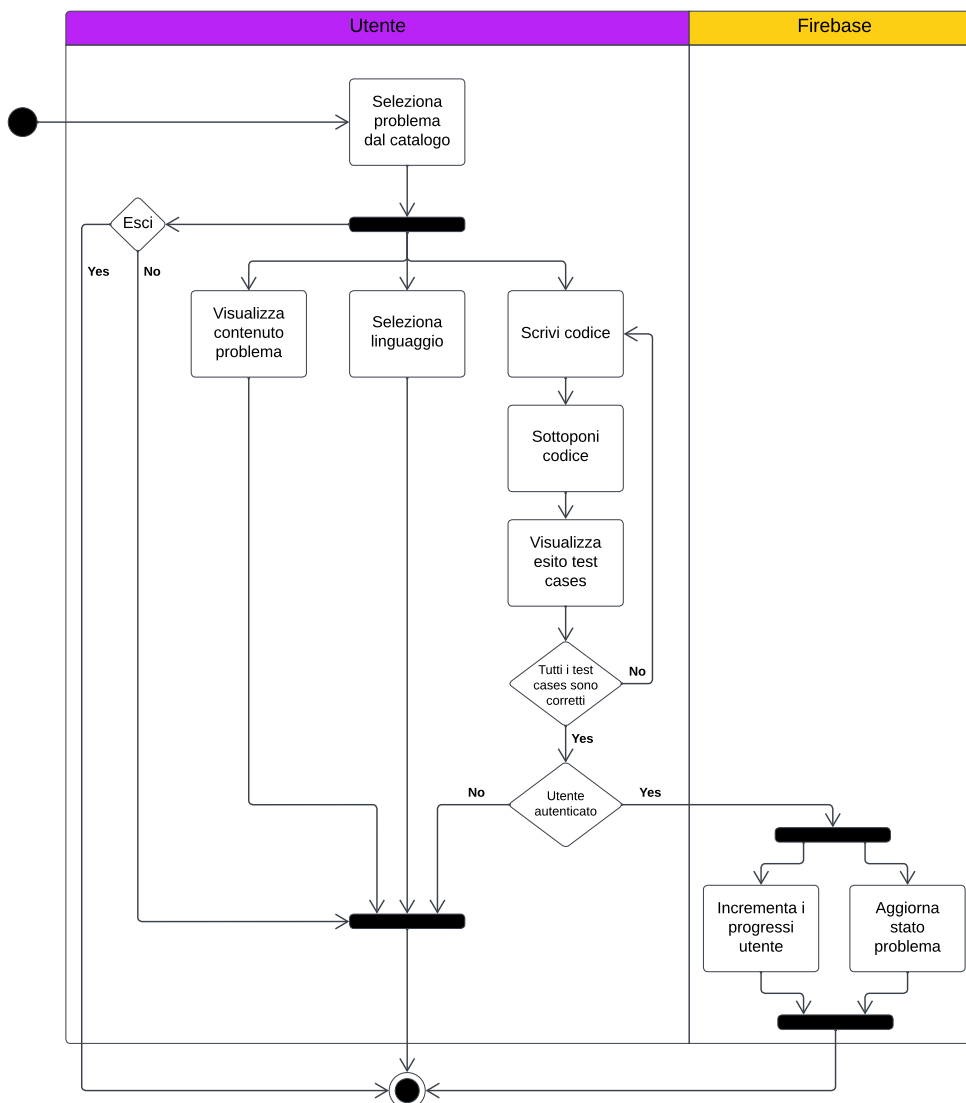 Utente
Firebase
Seleziona
problema
dal catalogo
Esci
Yes
No
Visualizza
contenuto
problema
Seleziona
linguaggio
Scrivi codice
Sottoponi
codice
Visualizza
esito test
cases
Tutti i test
cases sono
corretti
No
Yes
Utente
autenticato
No
Yes
Incrementa i
progressi
utente
Aggiorna
stato
problema